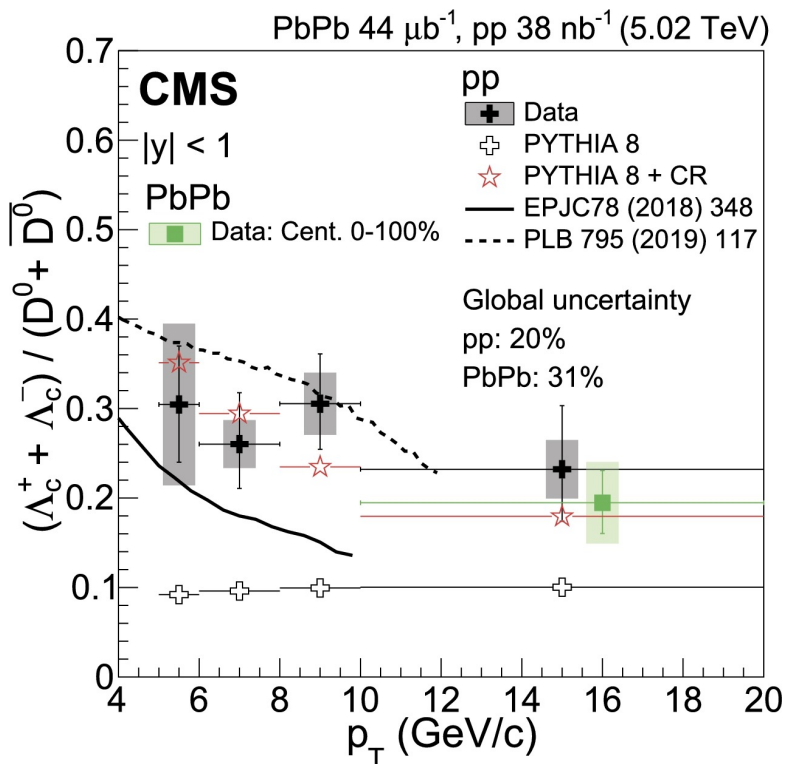 PbPb 44 μb⁻¹, pp 38 nb⁻¹ (5.02 TeV)
CMS
|y| < 1
PbPb
Data: Cent. 0-100%
pp
Data
PYTHIA 8
PYTHIA 8 + CR
EPJC78 (2018) 348
PLB 795 (2019) 117
Global uncertainty
pp: 20%
PbPb: 31%
(Λc⁺ + Λc⁻) / (D⁰ + D̅⁰)
0.7
0.6
0.5
0.4
0.3
0.2
0.1
0
4 6 8 10 12 14 16 18 20
pT (GeV/c)